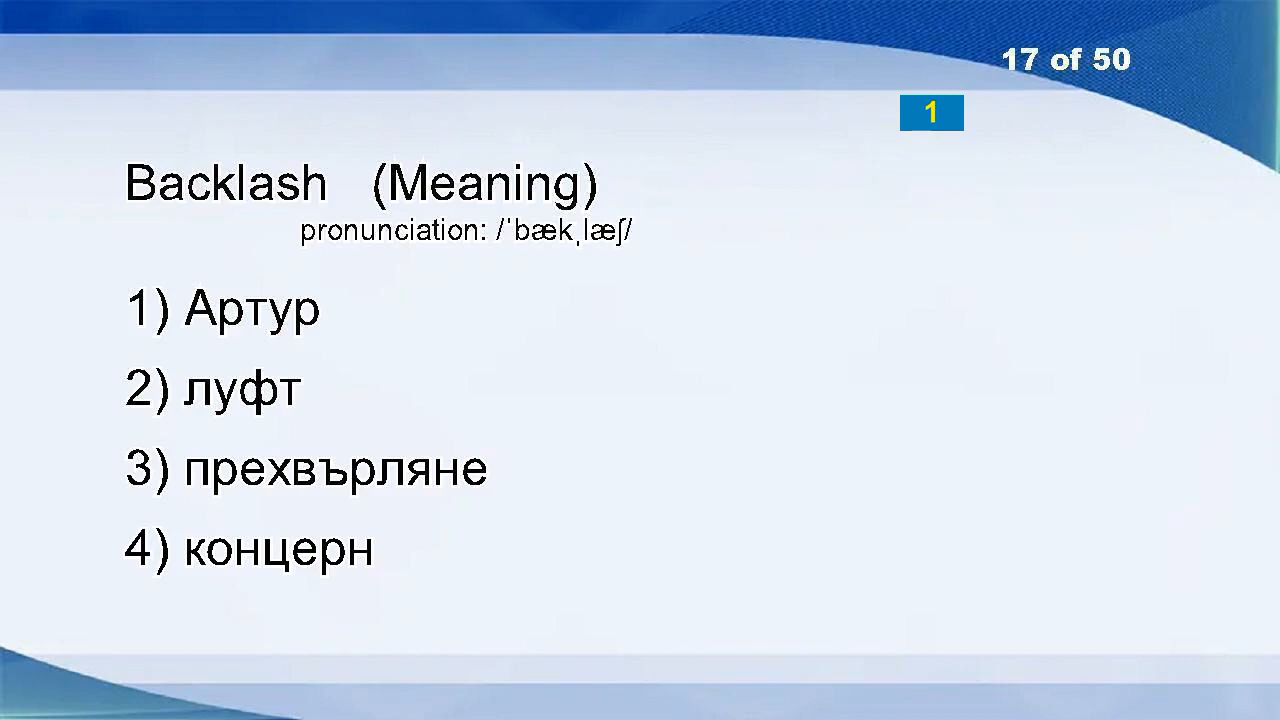 17 of 50
1
Backlash (Meaning)
pronunciation: /ˈbækˌlæʃ/
1) Артур
2) луфт
3) прехвърляне
4) концерн